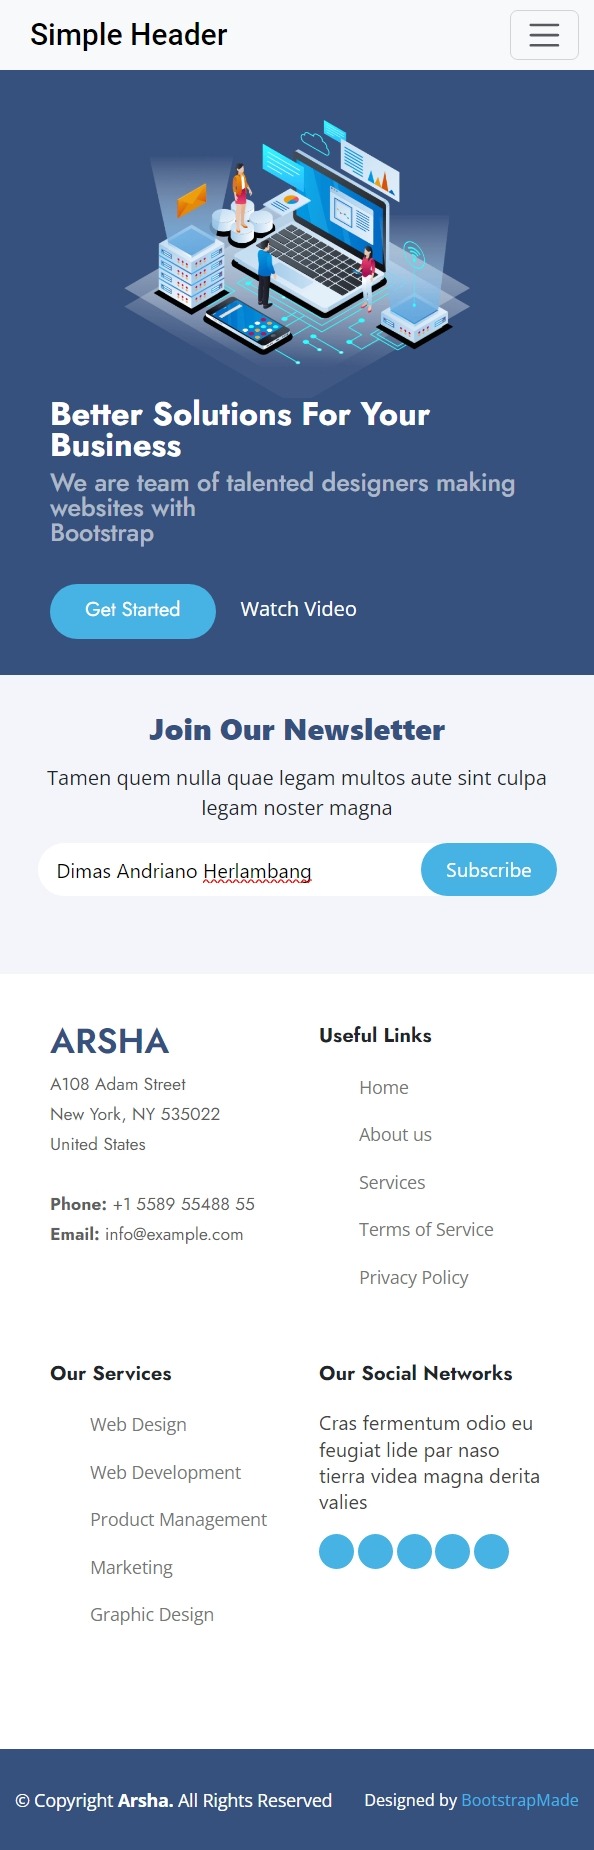 Simple Header
Better Solutions For Your
Business
We are team of talented designers making
websites with
Bootstrap
Get Started
Watch Video
Join Our Newsletter
Tamen quem nulla quae legam multos aute sint culpa
legam noster magna
Dimas Andriano Herlambang
Subscribe
ARSHA
A108 Adam Street
New York, NY 535022
United States
Phone: +1 5589 55488 55
Email: info@example.com
Useful Links
Home
About us
Services
Terms of Service
Privacy Policy
Our Services
Web Design
Web Development
Product Management
Marketing
Graphic Design
Our Social Networks
Cras fermentum odio eu
feugiat lide par naso
tierra videa magna derita
valies
© Copyright Arsha. All Rights Reserved
Designed by BootstrapMade